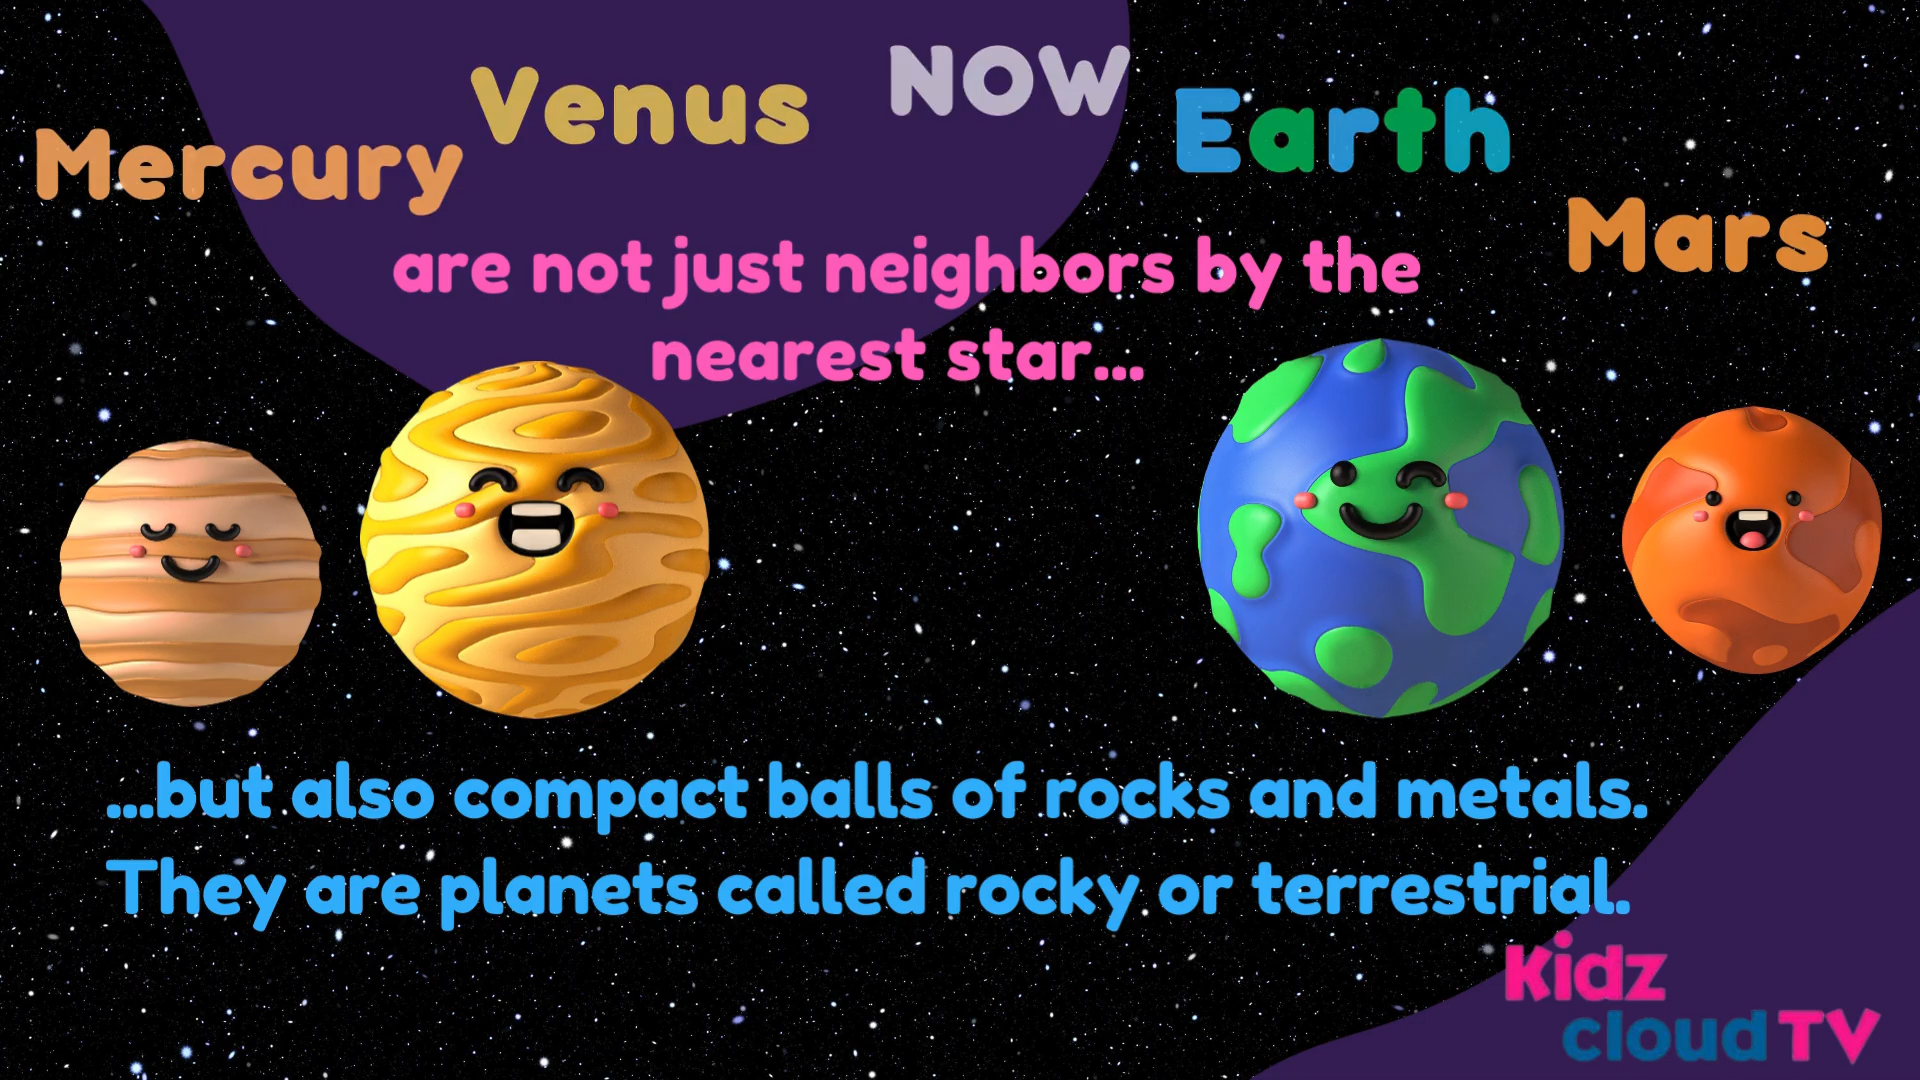 Mercury Venus NOW Earth Mars
are not just neighbors by the
nearest star...
...but also compact balls of rocks and metals.
They are planets called rocky or terrestrial.
Kidz
cloud TV